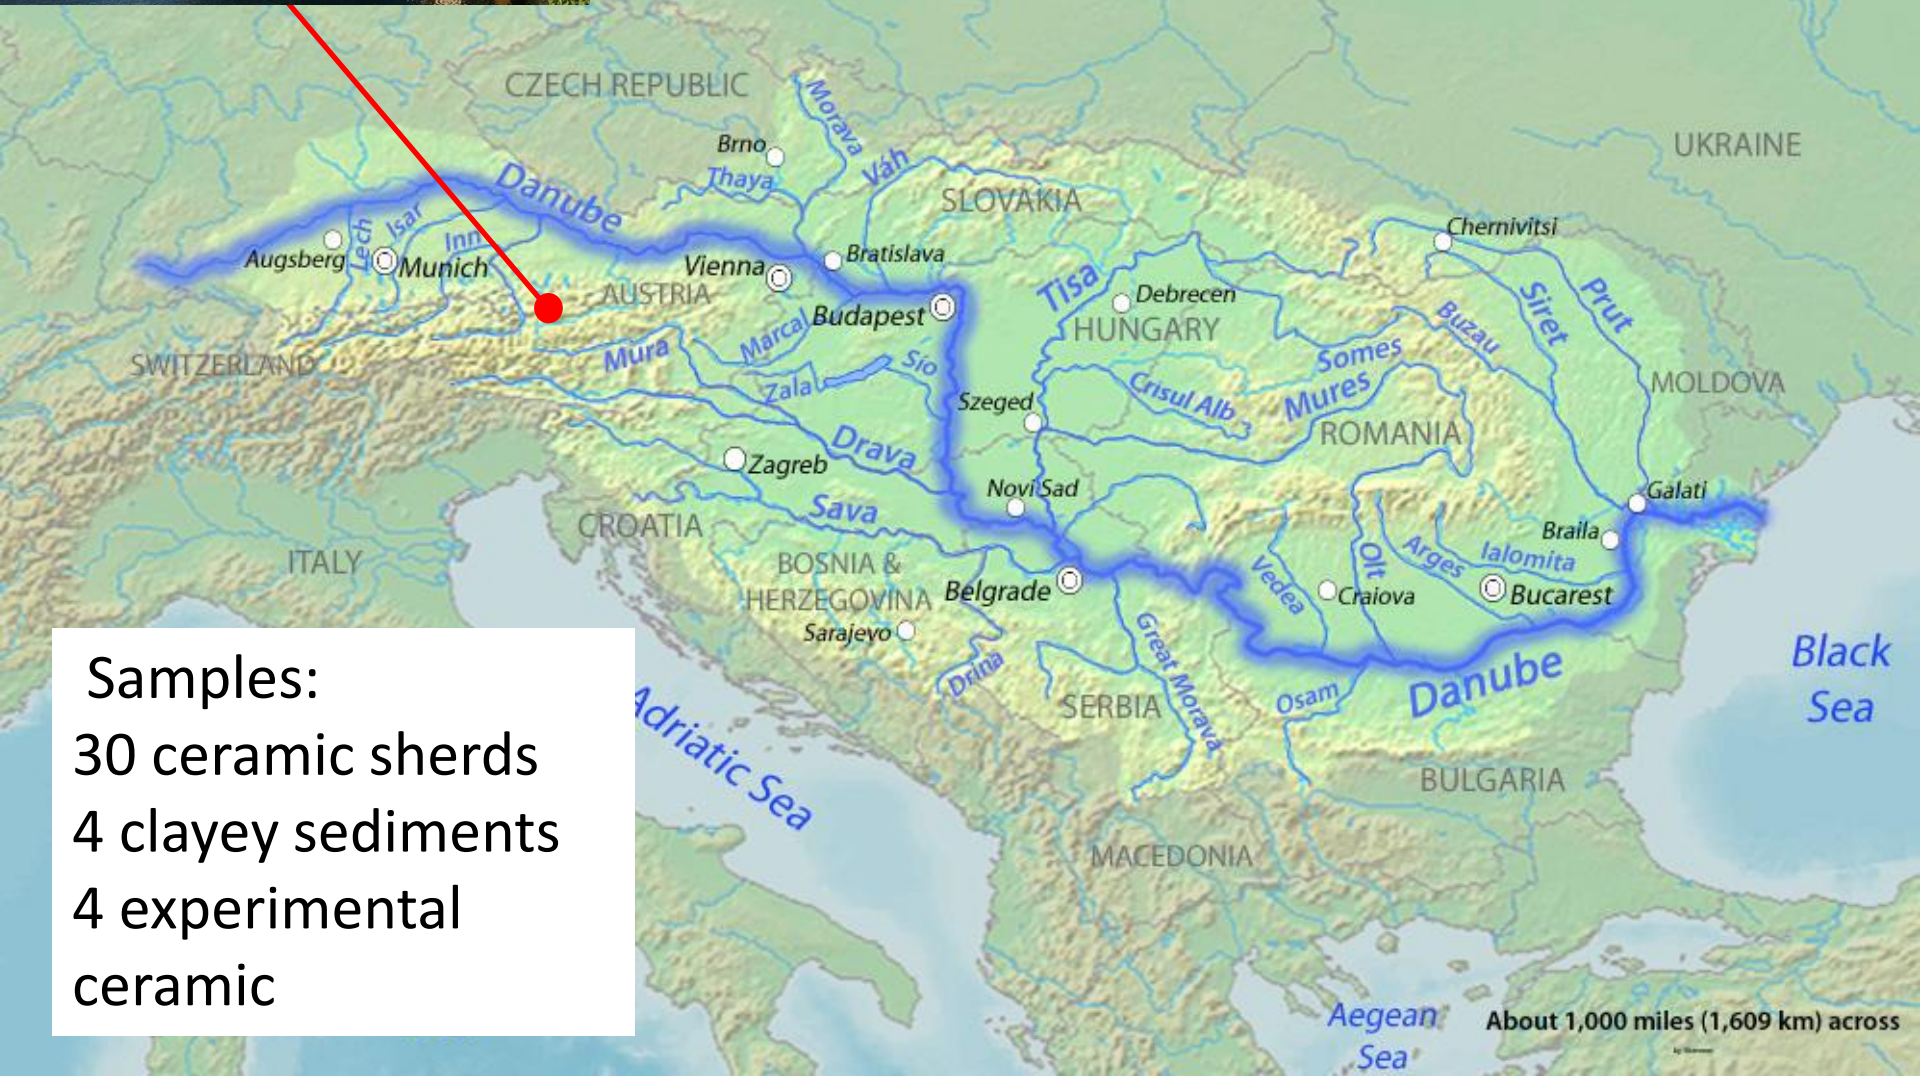 CZECH REPUBLIC
Morava
UKRAINE
Brno
Váh
Thaya
Danube
SLOVAKIA
Lech
Isar
Inn
Chernivitsi
Augsberg
Munich
Vienna
Bratislava
AUSTRIA
Tisa
Debrecen
Siret
Prut
Budapest
HUNGARY
Buzau
Marcal
Mura
Sio
Somes
SWITZERLAND
Zalal
Crisul Alb
Mures
MOLDOVA
Szeged
ROMANIA
Drava
Zagreb
Novi Sad
Galati
Sava
CROATIA
Braila
ITALY
BOSNIA &
HERZEGOVINA
Olt
Arges
Ialomita
Vedea
Belgrade
Craiova
Bucarest
Sarajevo
Great Morava
Black
Sea
Drina
Osam
Danube
SERBIA
Adriatic Sea
BULGARIA
MACEDONIA
Samples:
30 ceramic sherds
4 clayey sediments
4 experimental
ceramic
Aegean
Sea
About 1,000 miles (1,609 km) across